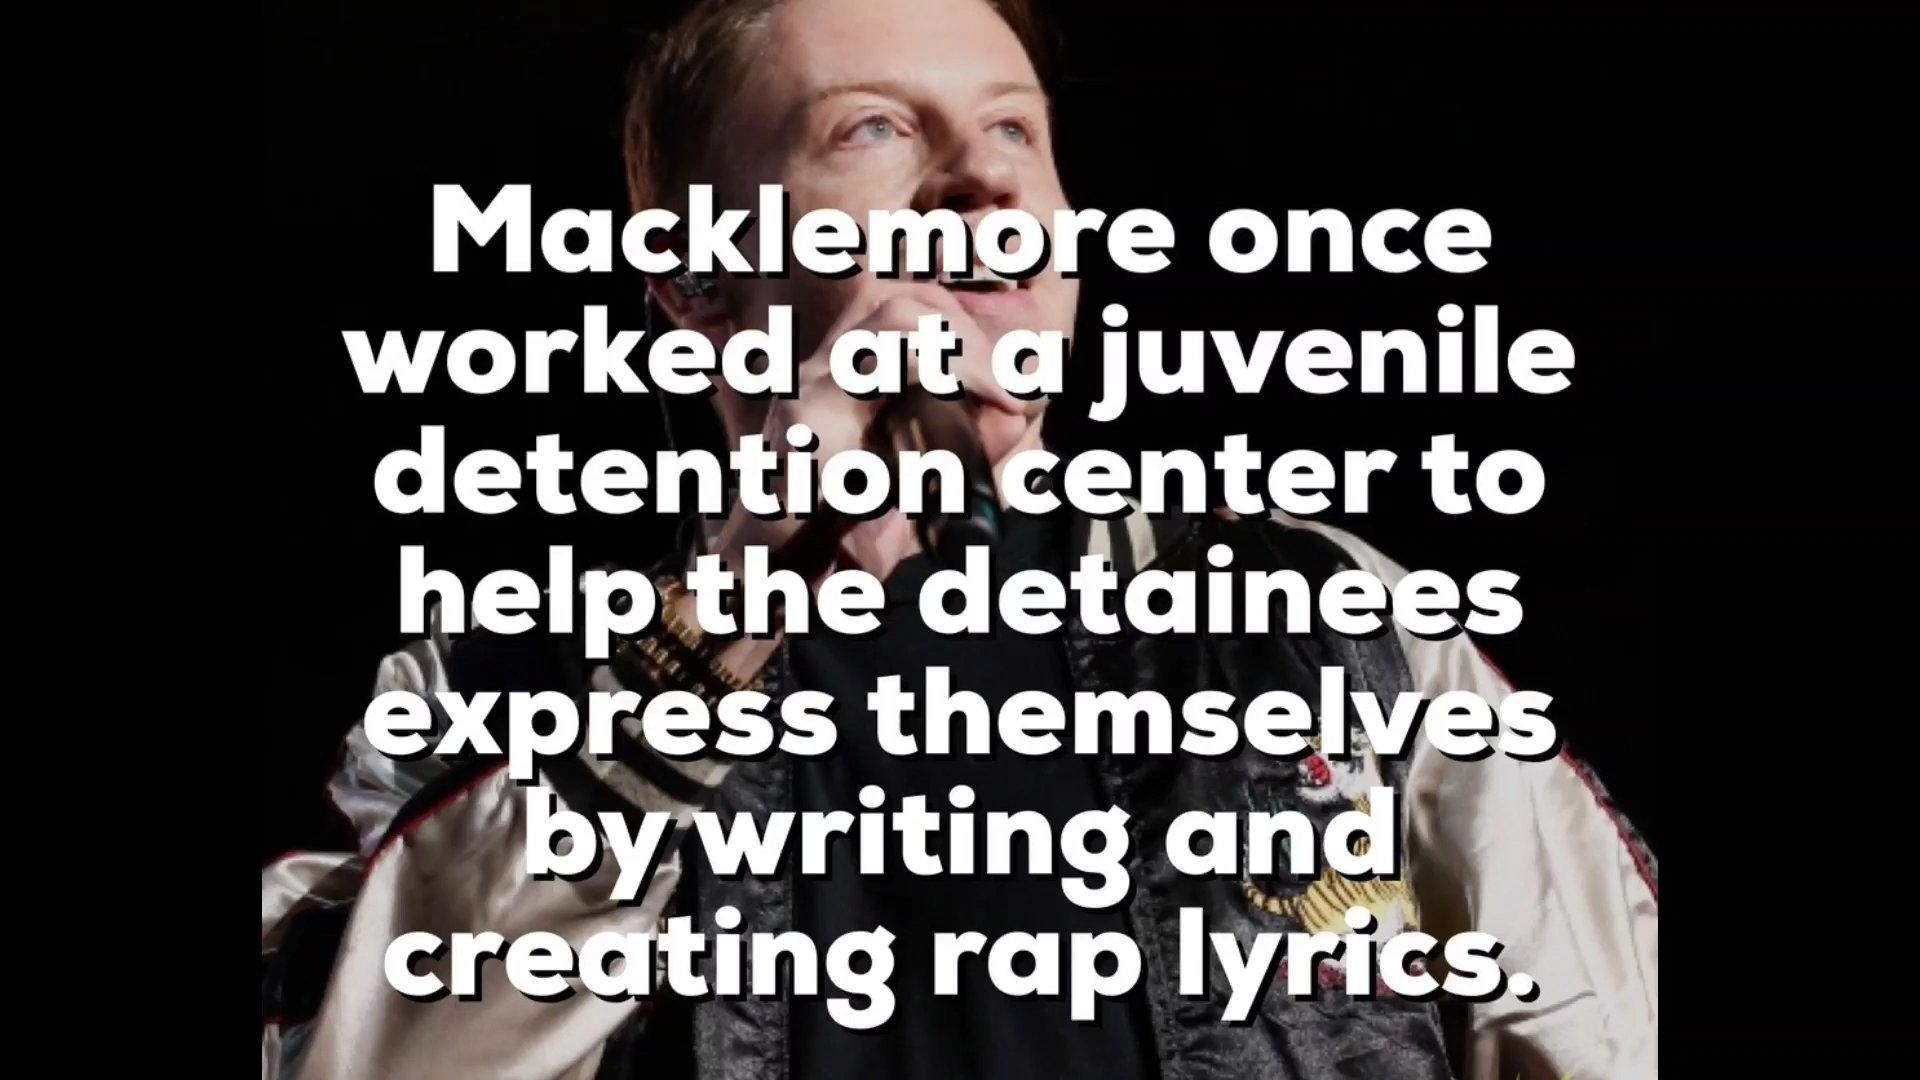 Macklemore once
worked at a juvenile
detention center to
help the detainees
express themselves
by writing and
creating rap lyrics.